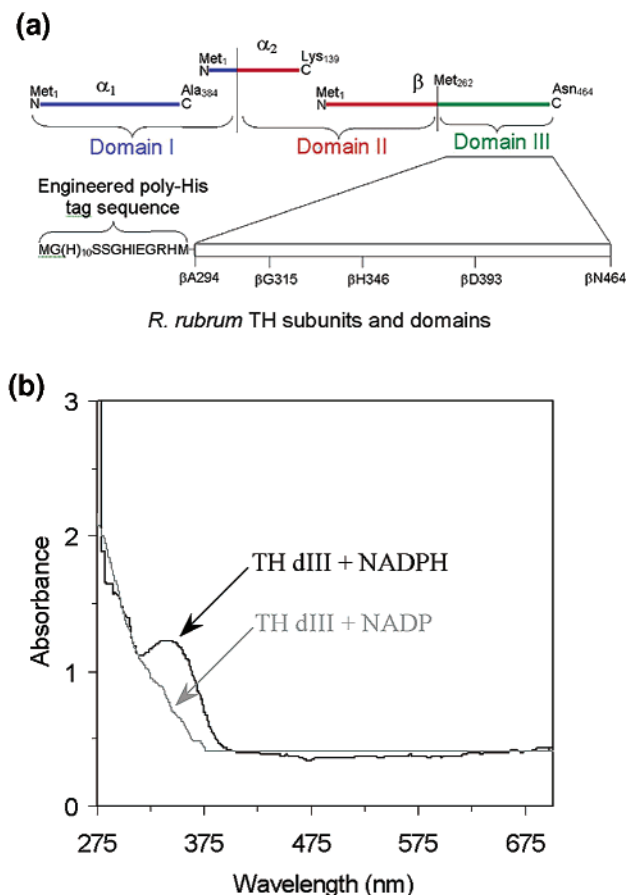 (a)
α₁
Met₁
N
Ala₃₈₄
C
α₂
Met₁
N
Lys₁₃₉
C
β
Met₁
N
Met₂₆₂
Asn₄₆₄
C
Domain I
Domain II
Domain III
Engineered poly-His
tag sequence
MG(H)₁₀SSGHIEGRHM
βA294 βG315 βH346 βD393 βN464
R. rubrum TH subunits and domains
(b)
3
2
1
0
Absorbance
TH dIII + NADPH
TH dIII + NADP
275 375 475 575 675
Wavelength (nm)